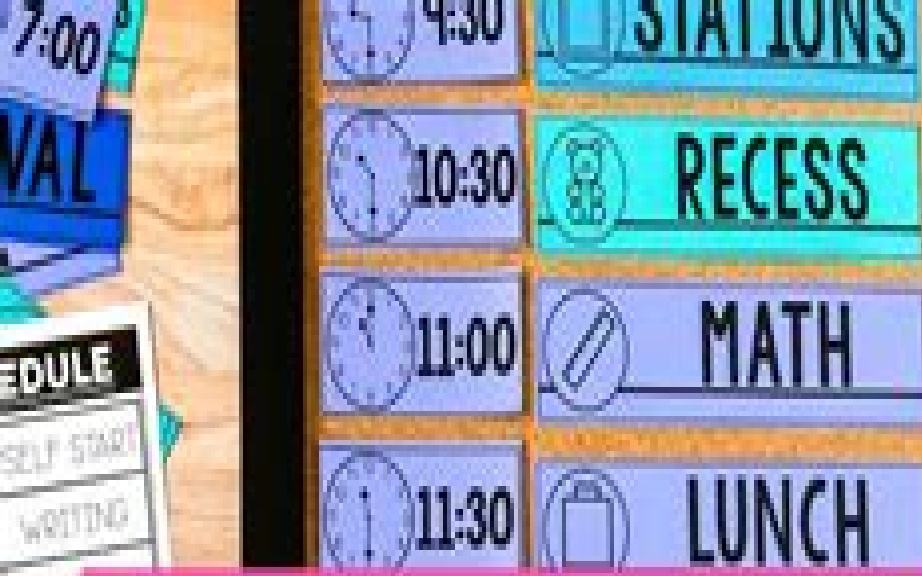 7:00
VAL
EDULE
SELF START
WRITING
9:30 STATIONS
10:30 RECESS
11:00 MATH
11:30 LUNCH